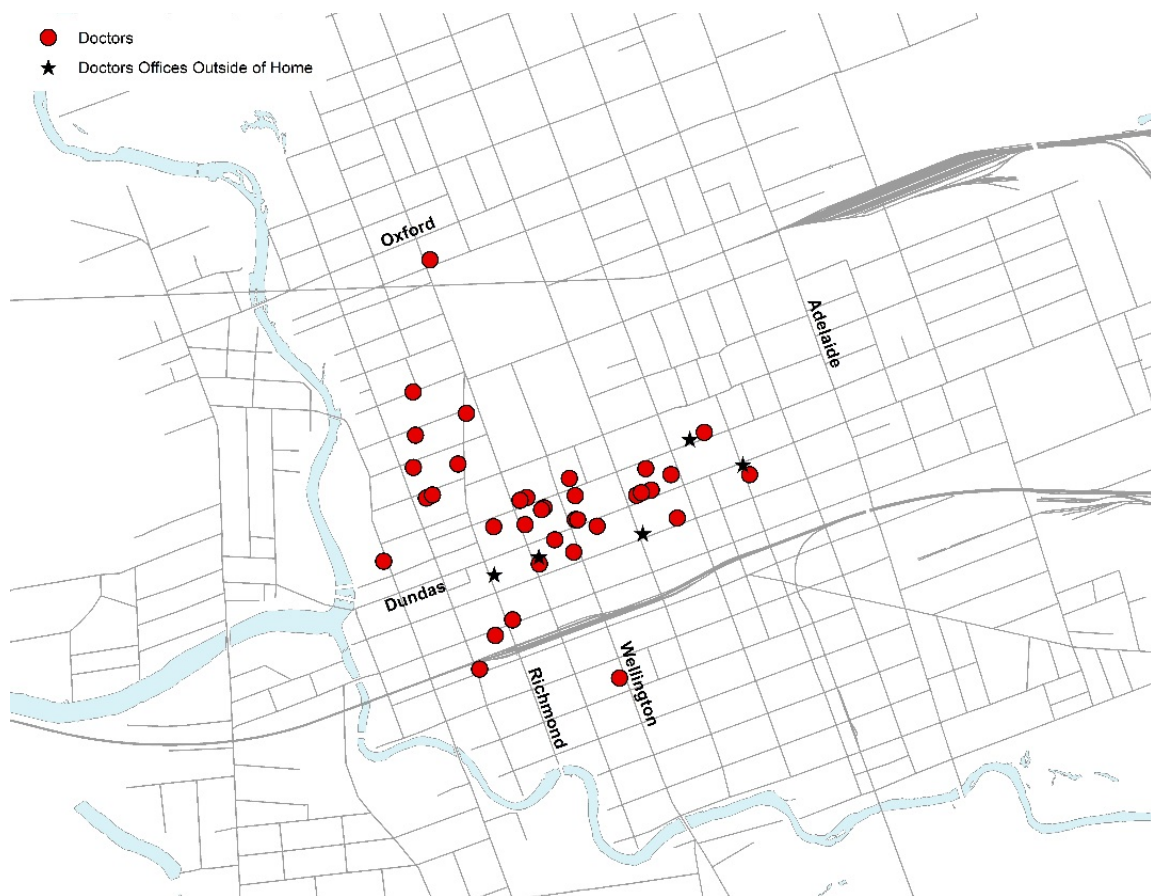 Doctors
Doctors Offices Outside of Home
Oxford
Adelaide
Dundas
Richmond
Wellington